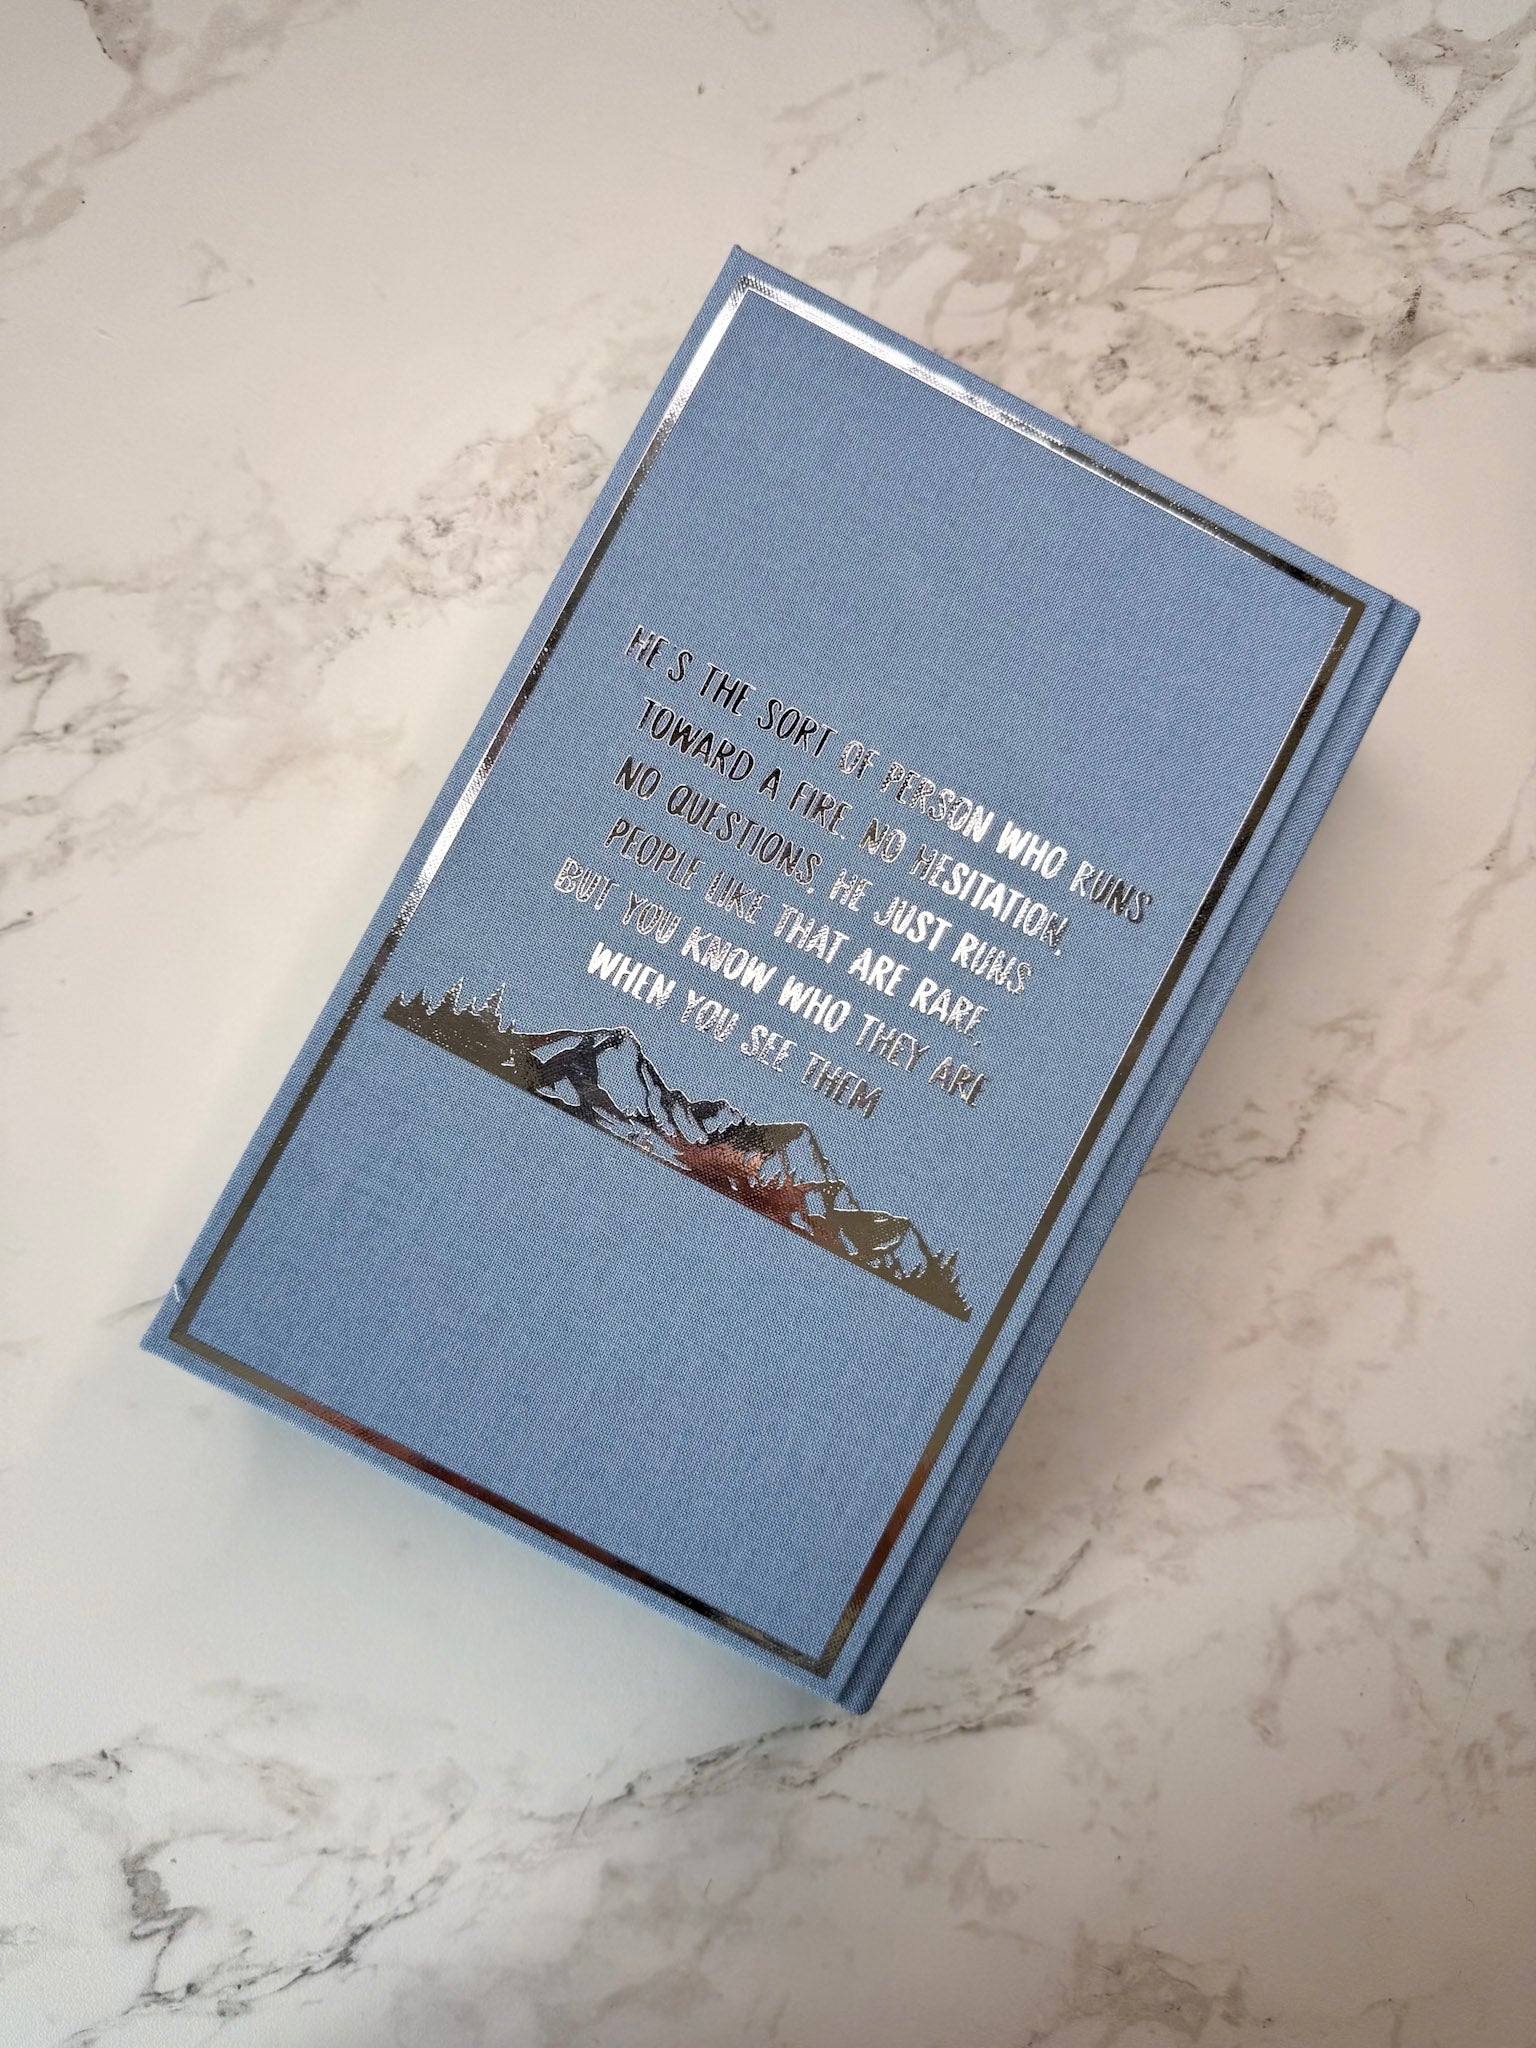 HE'S THE SORT OF PERSON WHO RUNS
TOWARD A FIRE. NO HESITATION,
NO QUESTIONS, HE JUST RUNS
PEOPLE LIKE THAT ARE RARE,
BUT YOU KNOW WHO THEY ARE
WHEN YOU SEE THEM